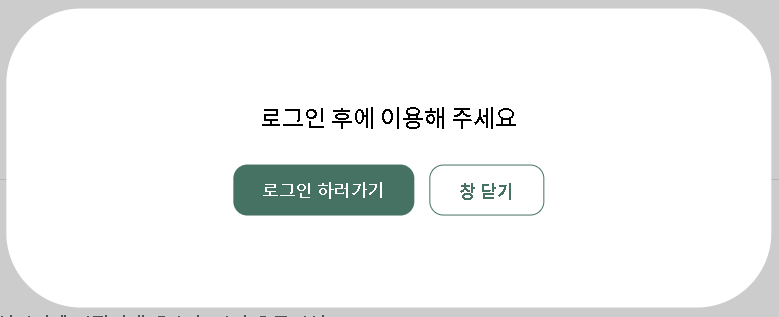 로그인 후에 이용해 주세요
로그인 하러가기
창 닫기